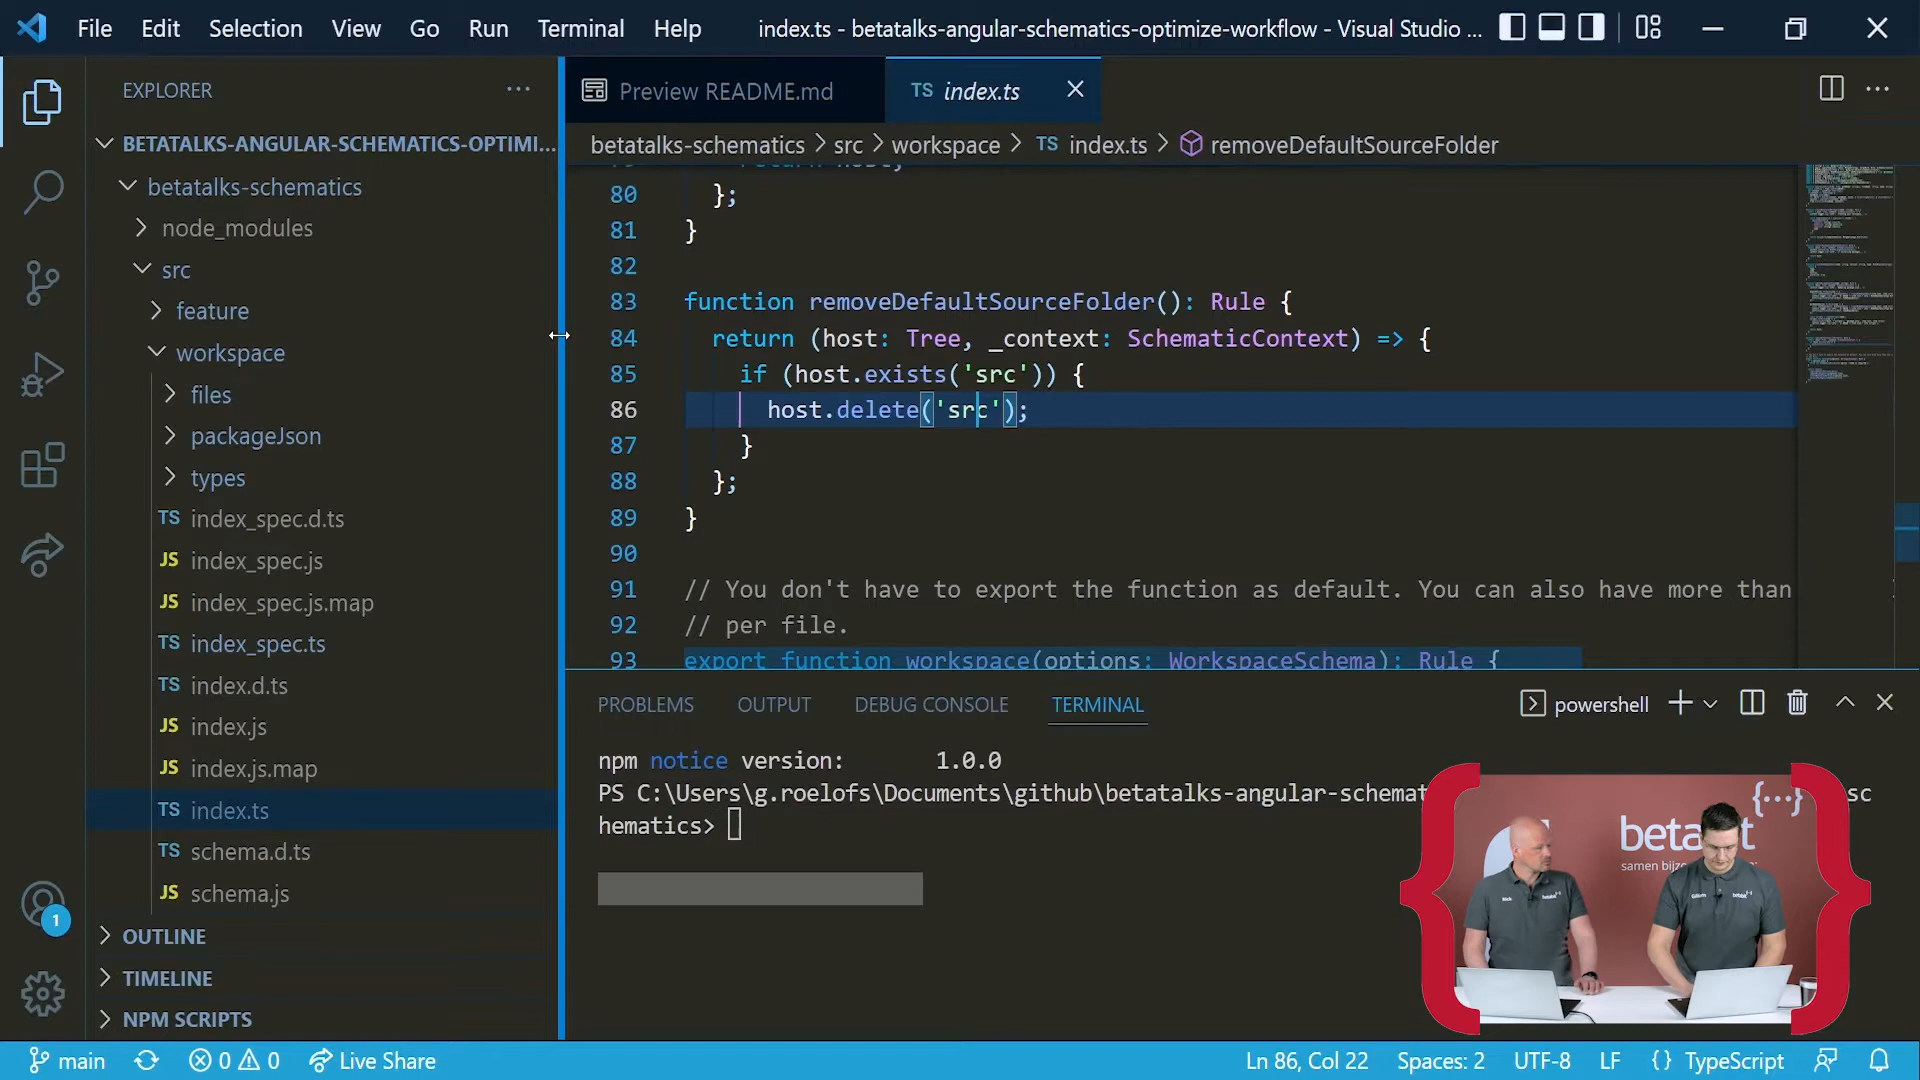 File Edit Selection View Go Run Terminal Help
index.ts - betatalks-angular-schematics-optimize-workflow - Visual Studio ...
EXPLORER
BETATALKS-ANGULAR-SCHEMATICS-OPTIMI...
betatalks-schematics
node_modules
src
feature
workspace
files
packageJson
types
TS index_spec.d.ts
JS index_spec.js
JS index_spec.js.map
TS index_spec.ts
TS index.d.ts
JS index.js
JS index.js.map
TS index.ts
TS schema.d.ts
JS schema.js
OUTLINE
TIMELINE
NPM SCRIPTS
1
Preview README.md
TS index.ts
betatalks-schematics > src > workspace > TS index.ts > removeDefaultSourceFolder
80 };
81 }
82
83 function removeDefaultSourceFolder(): Rule {
84 return (host: Tree, _context: SchematicContext) => {
85 if (host.exists('src')) {
86 host.delete('src');
87 }
88 };
89 }
90
91 // You don't have to export the function as default. You can also have more than
92 // per file.
93 export function workspace(options: WorkspaceSchema): Rule {
PROBLEMS OUTPUT DEBUG CONSOLE TERMINAL
powershell
npm notice version: 1.0.0
PS C:\Users\g.roelofs\Documents\github\betatalks-angular-schemat
sc
hematics>
{...}
samen bijz
main
0 0
Live Share
Ln 86, Col 22
Spaces: 2
UTF-8
LF
{} TypeScript